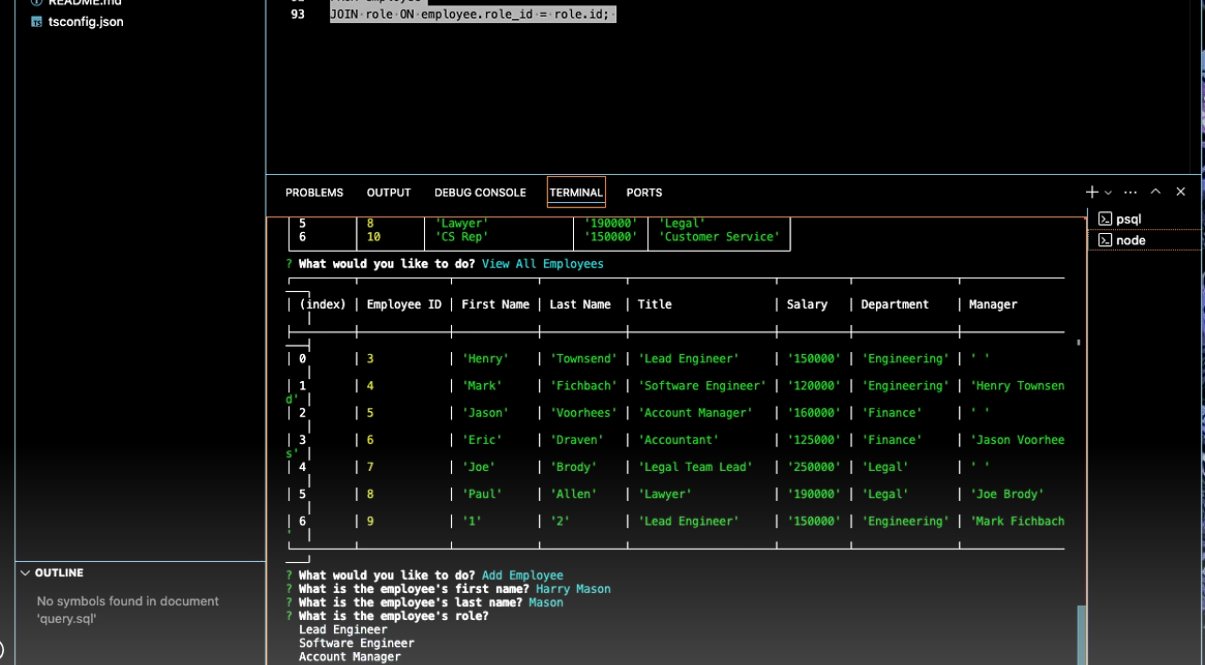 README.md
tsconfig.json
93 JOIN role ON employee.role_id = role.id;
PROBLEMS OUTPUT DEBUG CONSOLE TERMINAL PORTS
psql
node
5 | 8 | 'Lawyer' | '190000' | 'Legal'
6 | 10 | 'CS Rep' | '150000' | 'Customer Service'
? What would you like to do? View All Employees
| (index) | Employee ID | First Name | Last Name | Title | Salary | Department | Manager
| 0 | 3 | 'Henry' | 'Townsend' | 'Lead Engineer' | '150000' | 'Engineering' | ' '
| 1 | 4 | 'Mark' | 'Fichbach' | 'Software Engineer' | '120000' | 'Engineering' | 'Henry Townsen
d' |
| 2 | 5 | 'Jason' | 'Voorhees' | 'Account Manager' | '160000' | 'Finance' | ' '
| 3 | 6 | 'Eric' | 'Draven' | 'Accountant' | '125000' | 'Finance' | 'Jason Voorhee
s' |
| 4 | 7 | 'Joe' | 'Brody' | 'Legal Team Lead' | '250000' | 'Legal' | ' '
| 5 | 8 | 'Paul' | 'Allen' | 'Lawyer' | '190000' | 'Legal' | 'Joe Brody'
| 6 | 9 | '1' | '2' | 'Lead Engineer' | '150000' | 'Engineering' | 'Mark Fichbach
' |
? What would you like to do? Add Employee
? What is the employee's first name? Harry Mason
? What is the employee's last name? Mason
? What is the employee's role?
Lead Engineer
Software Engineer
Account Manager
OUTLINE
No symbols found in document
'query.sql'